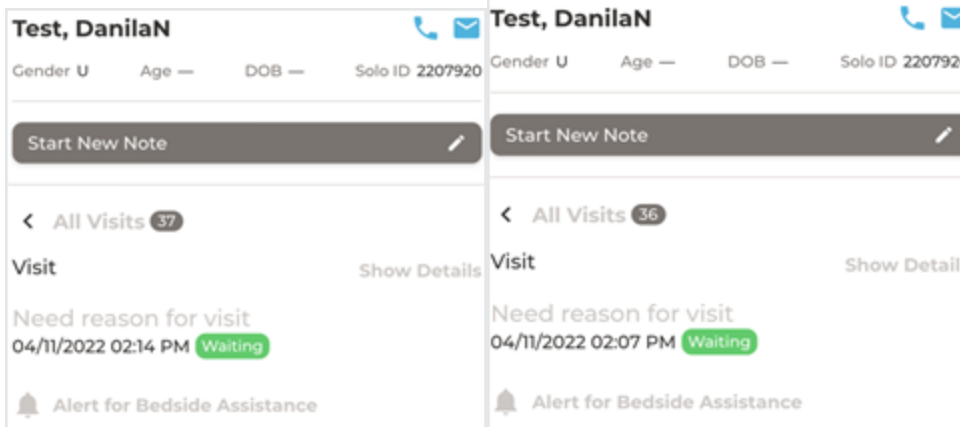 Test, DanilaN
Gender U Age — DOB — Solo ID 2207920
Start New Note
All Visits 37
Visit
Show Details
Need reason for visit
04/11/2022 02:14 PM Waiting
Alert for Bedside Assistance
Test, DanilaN
Gender U Age — DOB — Solo ID 220792
Start New Note
All Visits 36
Visit
Show Detail
Need reason for visit
04/11/2022 02:07 PM Waiting
Alert for Bedside Assistance